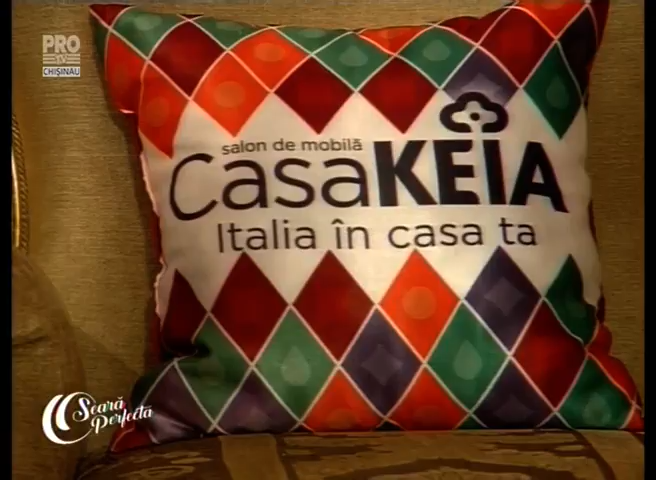 PRO
TV
CHIȘINĂU
salon de mobilă
CasaKEIA
Italia în casa ta
Seară
Perfectă